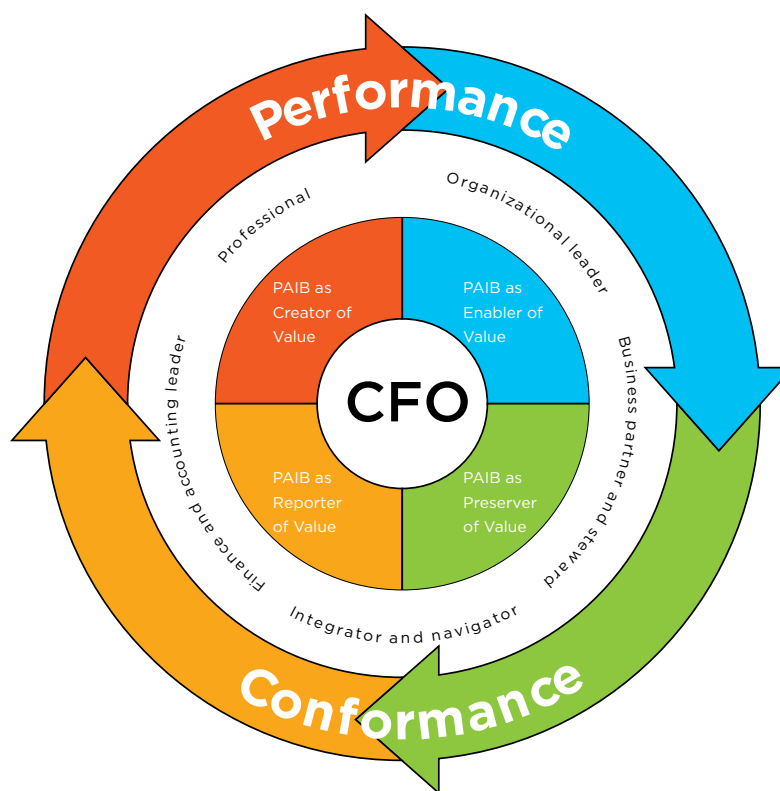 Performance
Professional
Organizational leader
PAIB as
Creator of
Value
PAIB as
Enabler of
Value
CFO
Finance and accounting leader
Business partner and steward
PAIB as
Reporter
of Value
PAIB as
Preserver
of Value
Integrator and navigator
Conformance